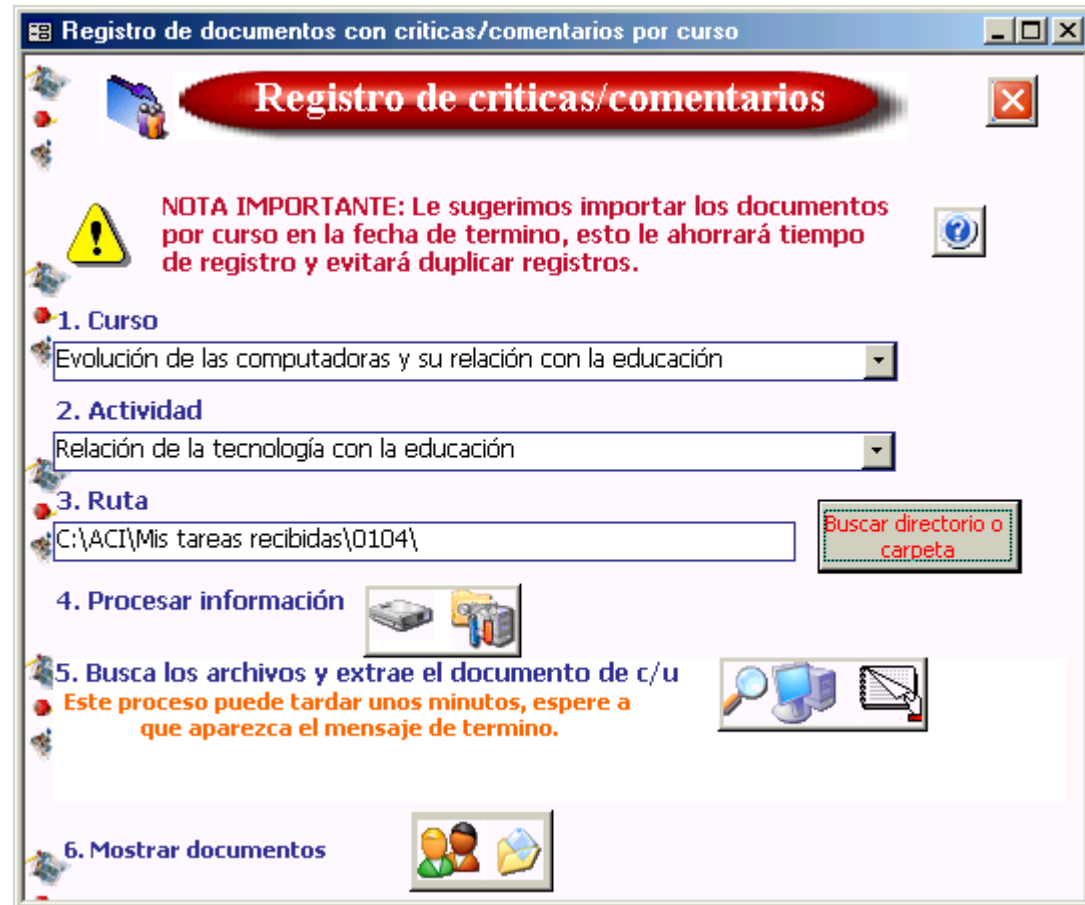 Registro de documentos con criticas/comentarios por curso
Registro de criticas/comentarios
NOTA IMPORTANTE: Le sugerimos importar los documentos
por curso en la fecha de termino, esto le ahorrará tiempo
de registro y evitará duplicar registros.
1. Curso
Evolución de las computadoras y su relación con la educación
2. Actividad
Relación de la tecnología con la educación
3. Ruta
C:\ACI\Mis tareas recibidas\0104\
Buscar directorio o
carpeta
4. Procesar información
5. Busca los archivos y extrae el documento de c/u
Este proceso puede tardar unos minutos, espere a
que aparezca el mensaje de termino.
6. Mostrar documentos